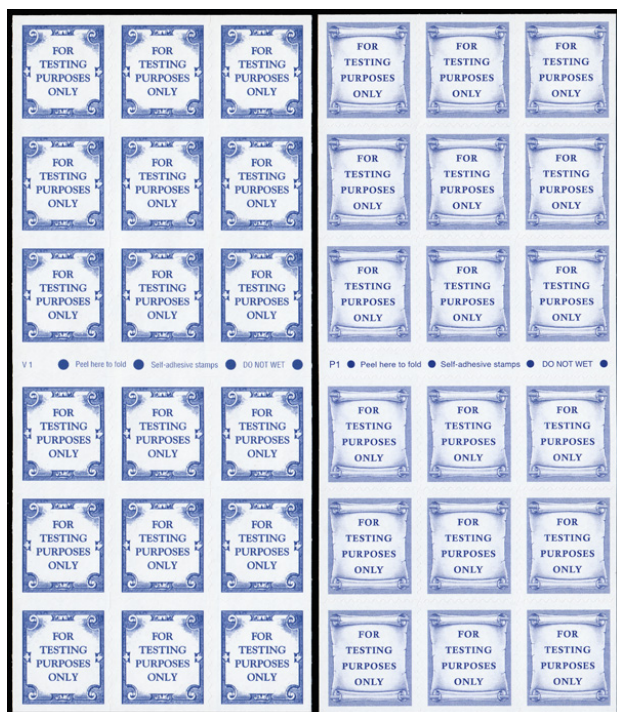 FOR
TESTING
PURPOSES
ONLY
FOR
TESTING
PURPOSES
ONLY
FOR
TESTING
PURPOSES
ONLY
FOR
TESTING
PURPOSES
ONLY
FOR
TESTING
PURPOSES
ONLY
FOR
TESTING
PURPOSES
ONLY
FOR
TESTING
PURPOSES
ONLY
FOR
TESTING
PURPOSES
ONLY
FOR
TESTING
PURPOSES
ONLY
V 1 ● Peel here to fold ● Self-adhesive stamps ● DO NOT WET ●
FOR
TESTING
PURPOSES
ONLY
FOR
TESTING
PURPOSES
ONLY
FOR
TESTING
PURPOSES
ONLY
FOR
TESTING
PURPOSES
ONLY
FOR
TESTING
PURPOSES
ONLY
FOR
TESTING
PURPOSES
ONLY
FOR
TESTING
PURPOSES
ONLY
FOR
TESTING
PURPOSES
ONLY
FOR
TESTING
PURPOSES
ONLY
FOR
TESTING
PURPOSES
ONLY
FOR
TESTING
PURPOSES
ONLY
FOR
TESTING
PURPOSES
ONLY
FOR
TESTING
PURPOSES
ONLY
FOR
TESTING
PURPOSES
ONLY
FOR
TESTING
PURPOSES
ONLY
FOR
TESTING
PURPOSES
ONLY
FOR
TESTING
PURPOSES
ONLY
FOR
TESTING
PURPOSES
ONLY
P1 ● Peel here to fold ● Self-adhesive stamps ● DO NOT WET ●
FOR
TESTING
PURPOSES
ONLY
FOR
TESTING
PURPOSES
ONLY
FOR
TESTING
PURPOSES
ONLY
FOR
TESTING
PURPOSES
ONLY
FOR
TESTING
PURPOSES
ONLY
FOR
TESTING
PURPOSES
ONLY
FOR
TESTING
PURPOSES
ONLY
FOR
TESTING
PURPOSES
ONLY
FOR
TESTING
PURPOSES
ONLY